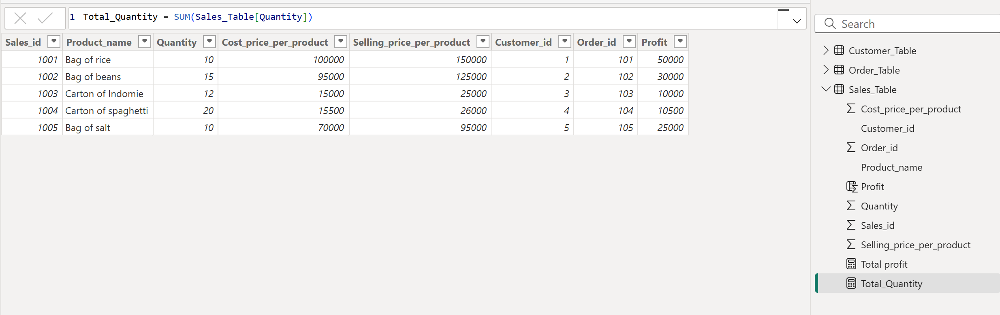 1 Total_Quantity = SUM(Sales_Table[Quantity])
Sales_id Product_name Quantity Cost_price_per_product Selling_price_per_product Customer_id Order_id Profit
1001 Bag of rice 10 100000 150000 1 101 50000
1002 Bag of beans 15 95000 125000 2 102 30000
1003 Carton of Indomie 12 15000 25000 3 103 10000
1004 Carton of spaghetti 20 15500 26000 4 104 10500
1005 Bag of salt 10 70000 95000 5 105 25000
Search
Customer_Table
Order_Table
Sales_Table
Cost_price_per_product
Customer_id
Order_id
Product_name
Profit
Quantity
Sales_id
Selling_price_per_product
Total profit
Total_Quantity